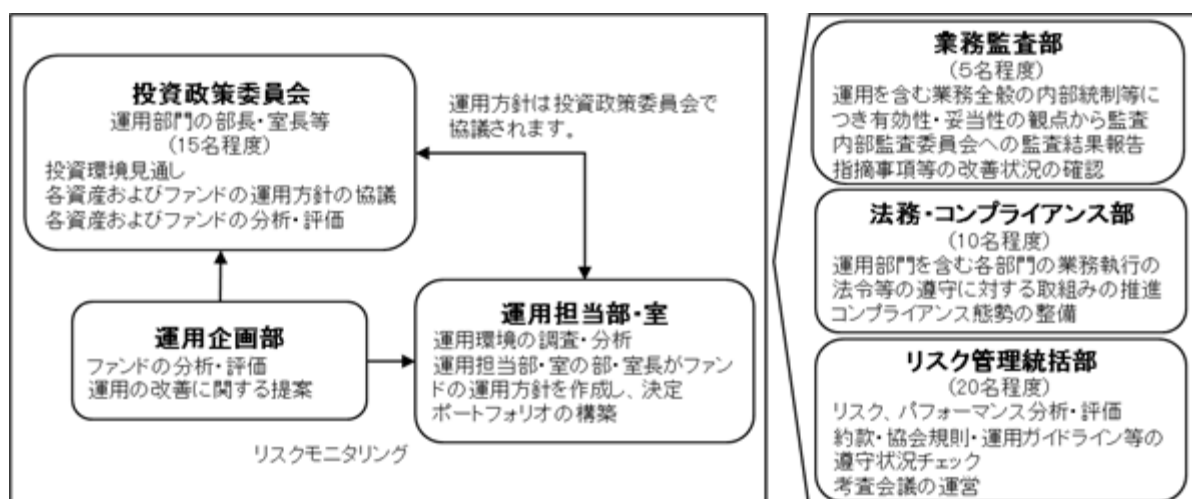 投資政策委員会
運用部門の部長・室長等
(15名程度)
投資環境見通し
各資産およびファンドの運用方針の協議
各資産およびファンドの分析・評価
運用方針は投資政策委員会で
協議されます。
運用企画部
ファンドの分析・評価
運用の改善に関する提案
運用担当部・室
運用環境の調査・分析
運用担当部・室の部・室長がファン
ドの運用方針を作成し、決定
ポートフォリオの構築
リスクモニタリング
業務監査部
(5名程度)
運用を含む業務全般の内部統制等に
つき有効性・妥当性の観点から監査
内部監査委員会への監査結果報告
指摘事項等の改善状況の確認
法務・コンプライアンス部
(10名程度)
運用部門を含む各部門の業務執行の
法令等の遵守に対する取組みの推進
コンプライアンス態勢の整備
リスク管理統括部
(20名程度)
リスク、パフォーマンス分析・評価
約款・協会規則・運用ガイドライン等の
遵守状況チェック
考査会議の運営